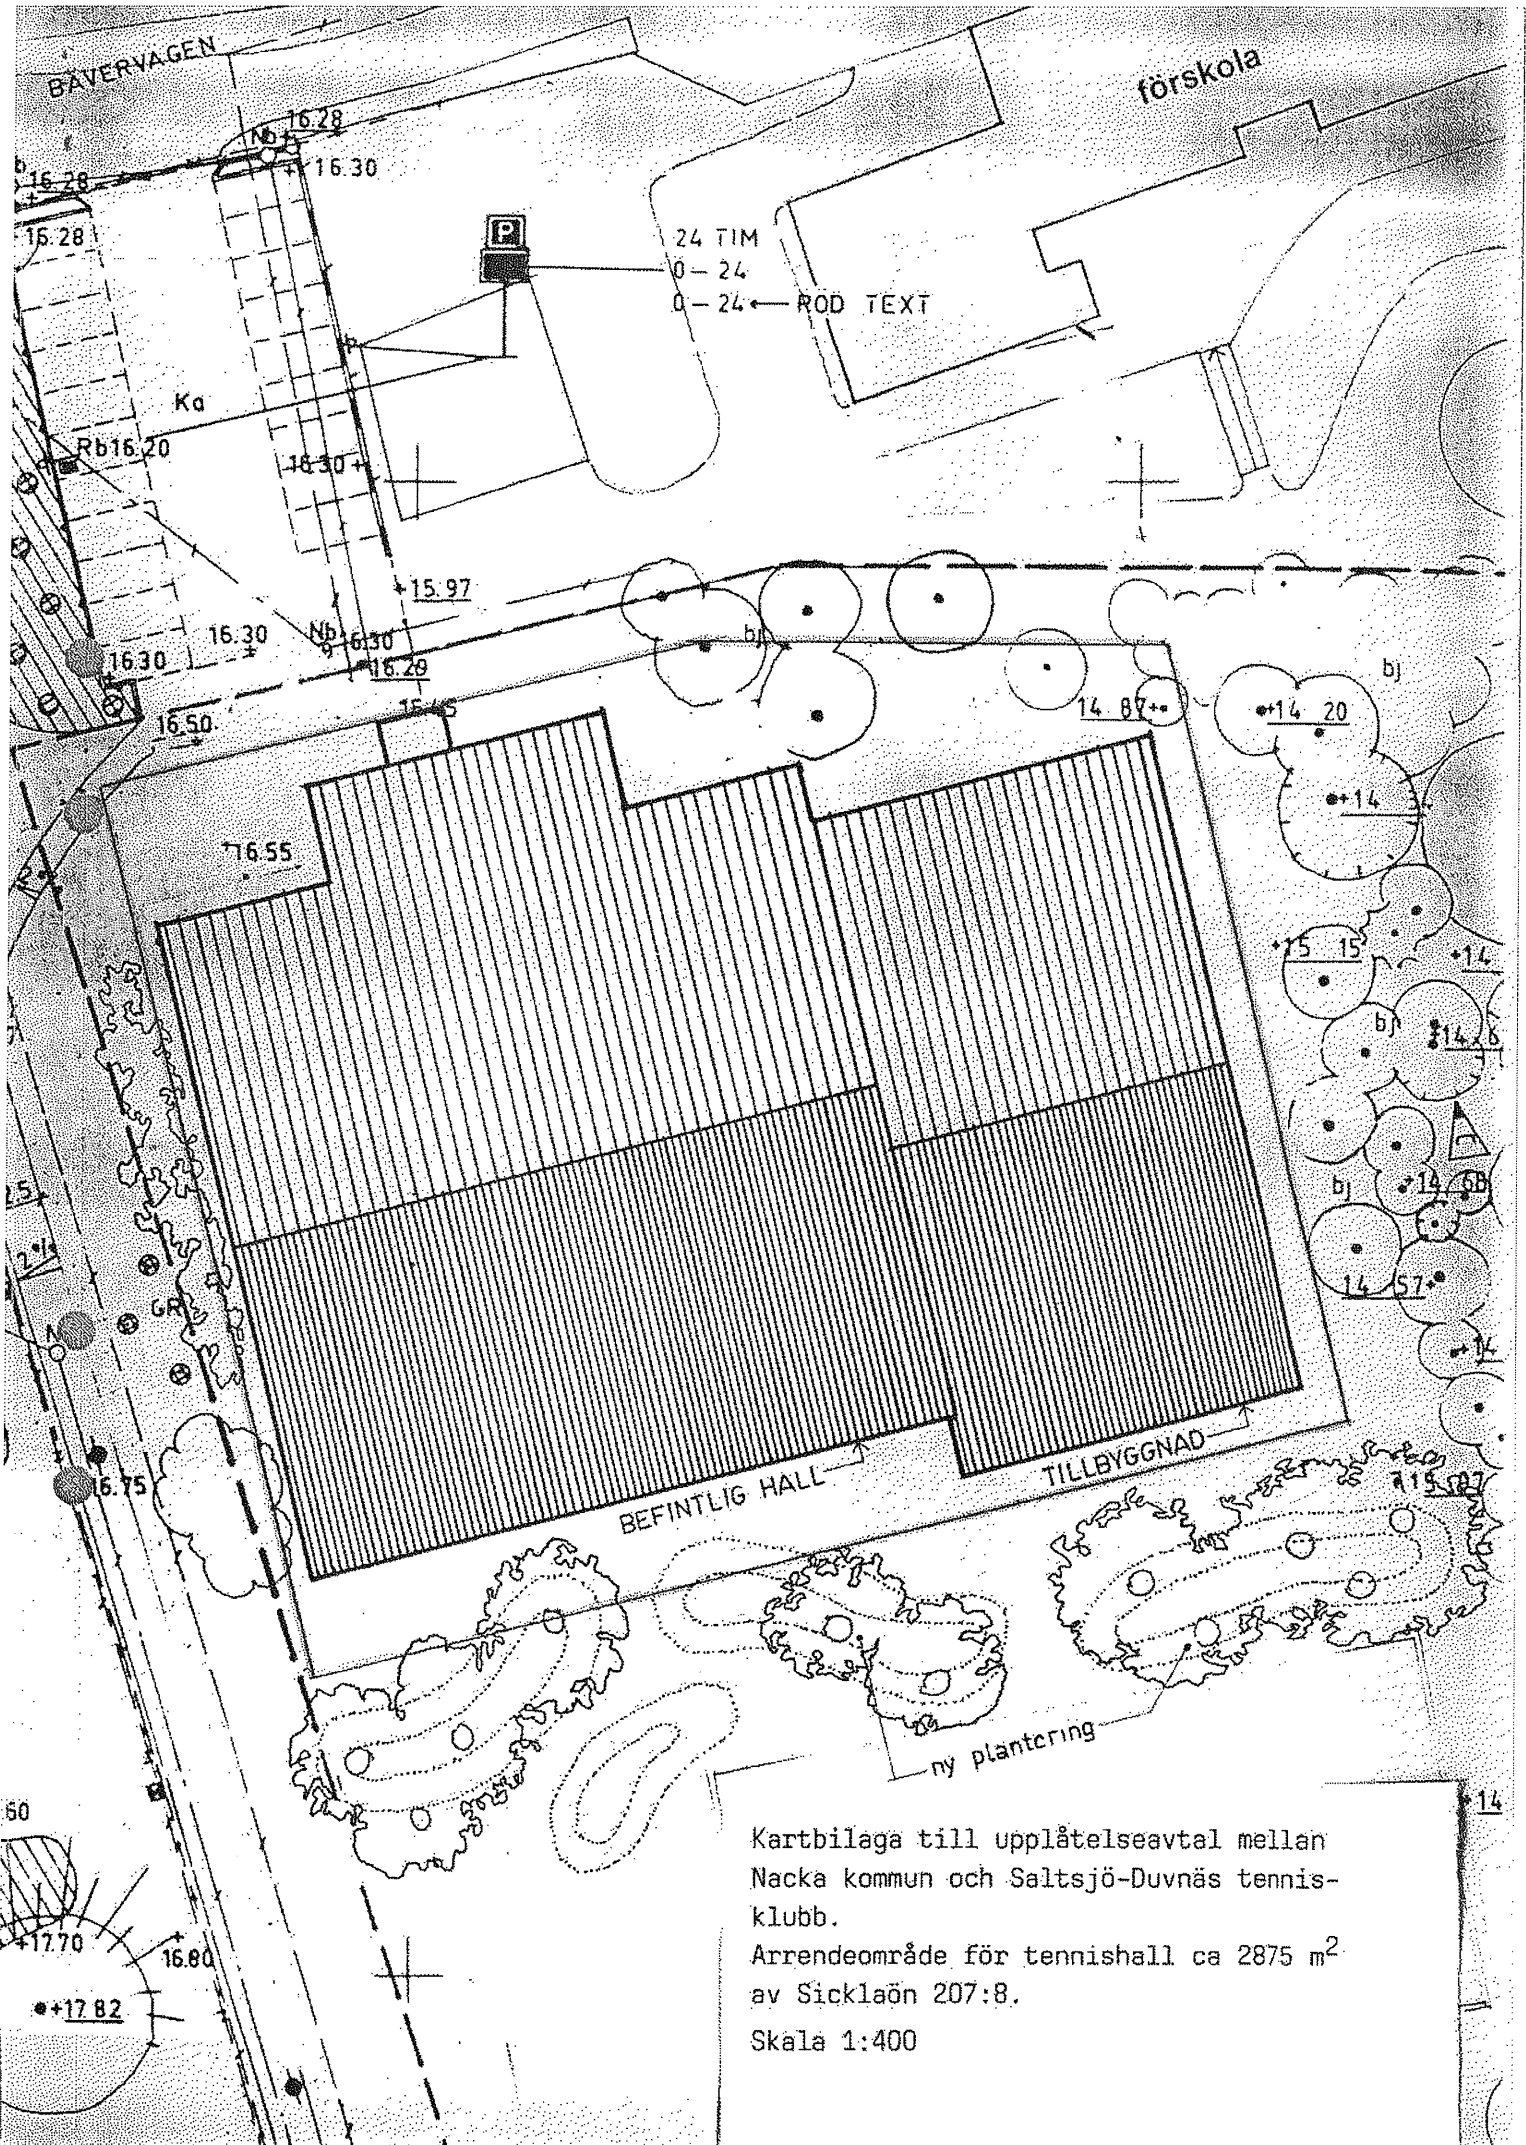 BÄVERVÄGEN
förskola
16.28
Nb
16.30
16.28
16.28
P
24 TIM
0-24
0-24 ← RÖD TEXT
Ka
Rb 16.20
16.30
15.97
16.30
Nb
16.30
16.29
16.30
bj
bj
14.87
14.20
16.50
14
16.55
15.15
14
bj
bj
14.68
2%
14.57
GR
N
14
16.75
BEFINTLIG HALL
TILLBYGGNAD
ny plantering
60
14
+17.70
16.80
+17.82
Kartbilaga till upplåtelseavtal mellan
Nacka kommun och Saltsjö-Duvnäs tennis-
klubb.
Arrendeområde för tennishall ca 2875 m²
av Sicklaön 207:8.
Skala 1:400